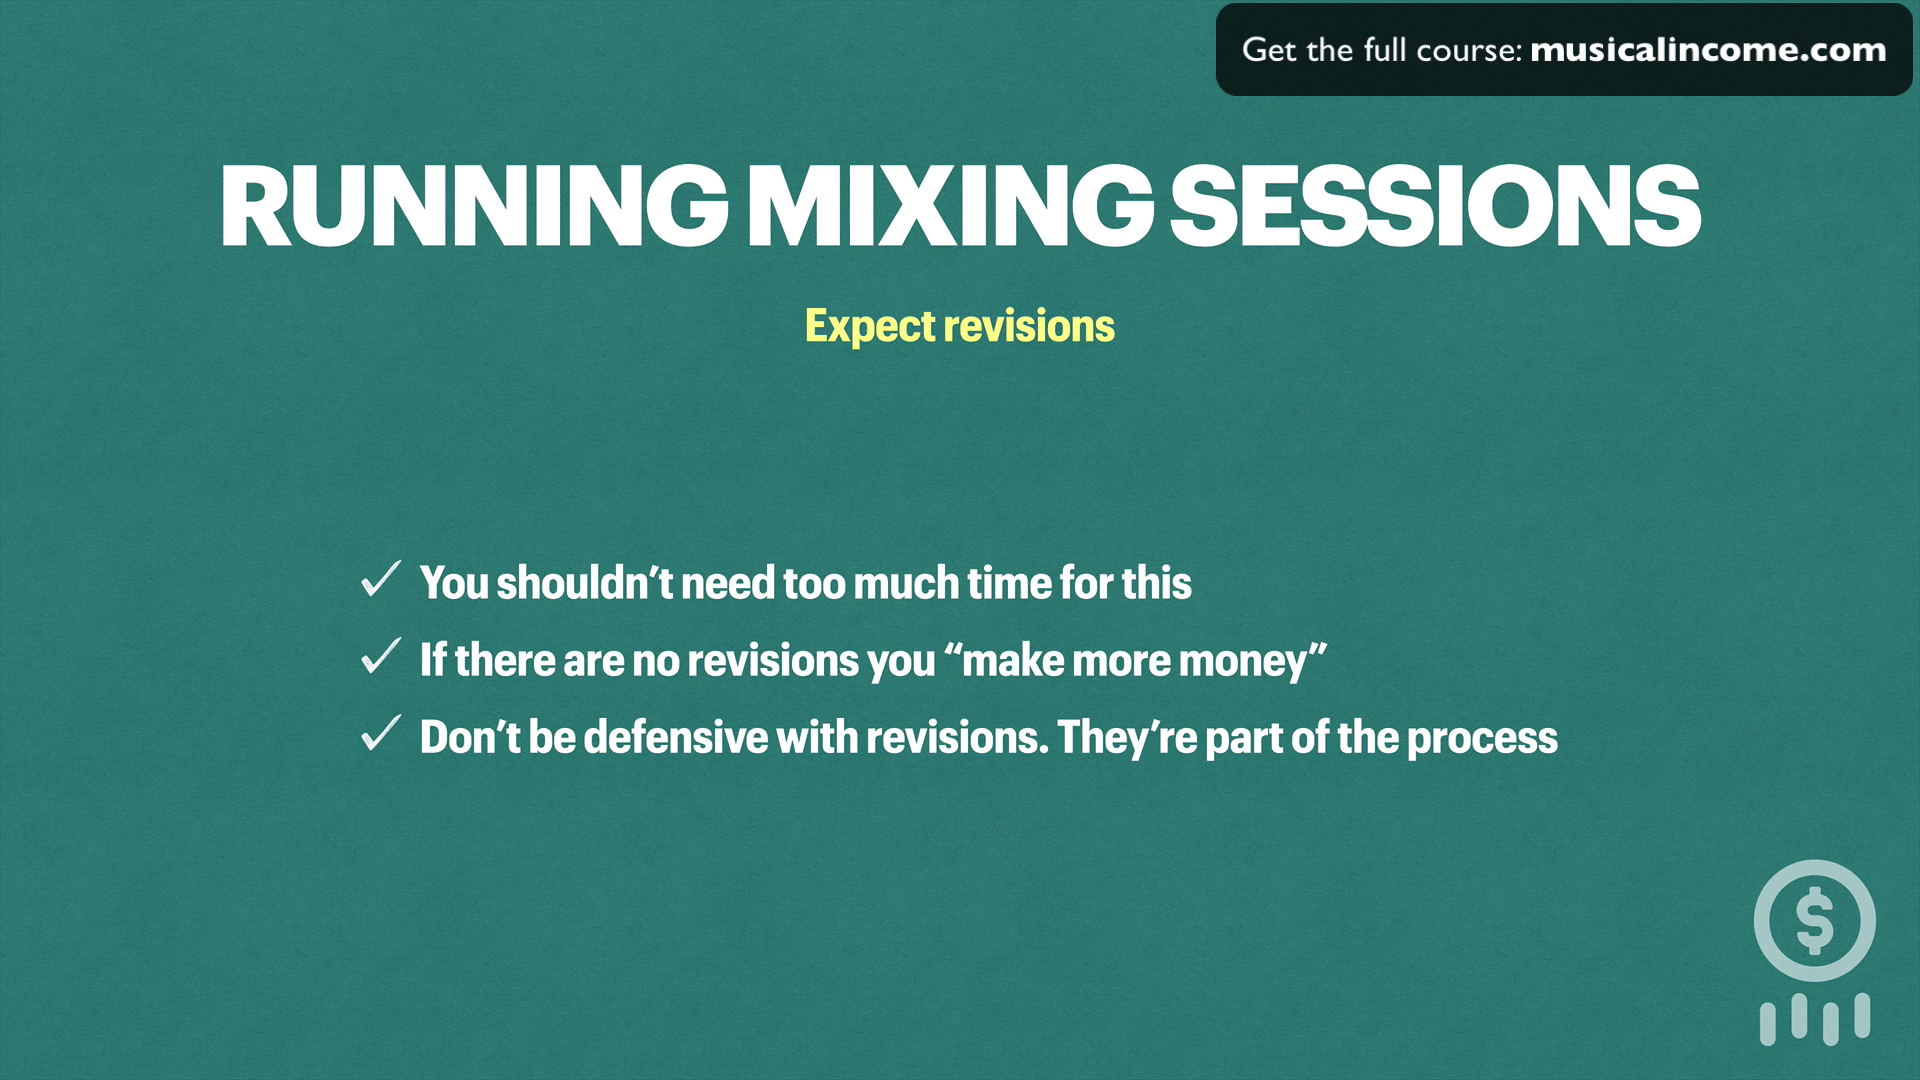 Get the full course: musicalincome.com
RUNNING MIXING SESSIONS
Expect revisions
✓ You shouldn’t need too much time for this
✓ If there are no revisions you “make more money”
✓ Don’t be defensive with revisions. They’re part of the process
$